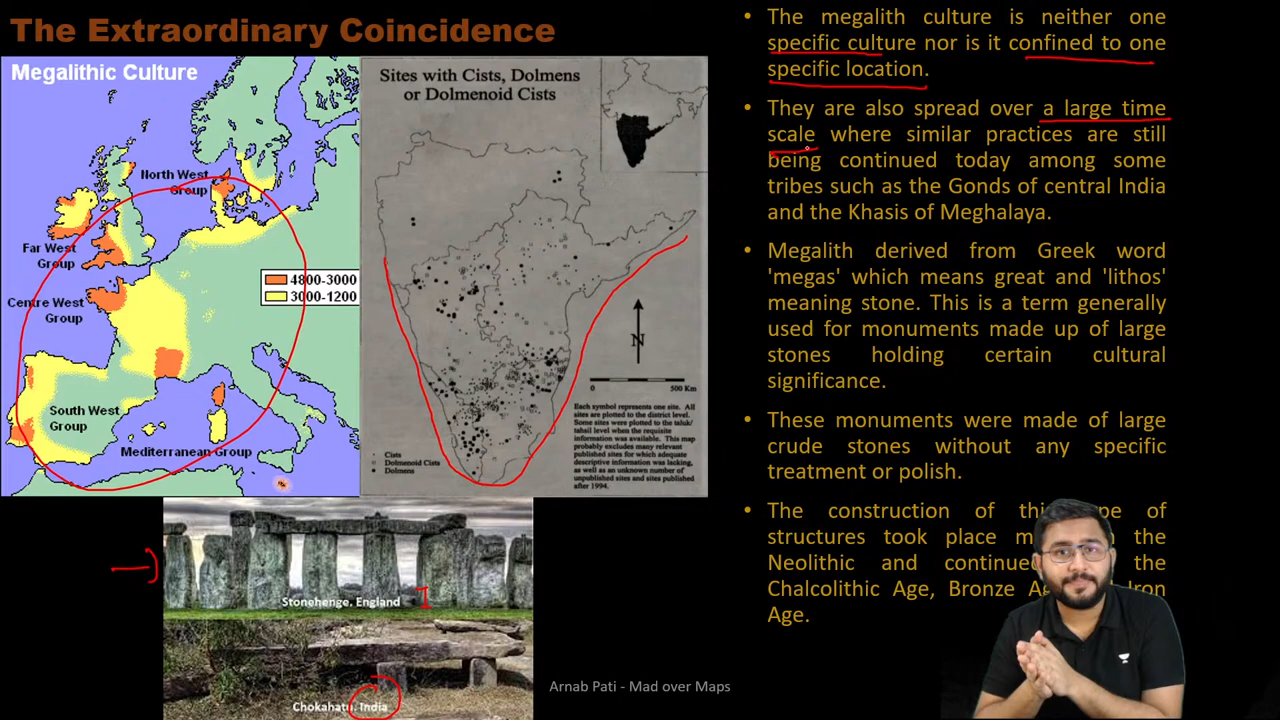 The Extraordinary Coincidence
Megalithic Culture
North West
Group
Far West
Group
Centre West
Group
South West
Group
Mediterranean Group
4800-3000
3000-1200
Sites with Cists, Dolmens
or Dolmenoid Cists
N
0
500 Km
Each symbol represents one site. All
sites are plotted to the district level.
Some sites were plotted to the taluk/
tahsil level when the requisite
information was available. This map
probably excludes many relevant
published sites for which adequate
descriptive information was lacking,
as well as an unknown number of
unpublished sites and sites published
after 1994.
Cists
Dolmenoid Cists
Dolmens
Stonehenge, England
Chokahatu, India
• The megalith culture is neither one
specific culture nor is it confined to one
specific location.
• They are also spread over a large time
scale where similar practices are still
being continued today among some
tribes such as the Gonds of central India
and the Khasis of Meghalaya.
• Megalith derived from Greek word
'megas' which means great and 'lithos'
meaning stone. This is a term generally
used for monuments made up of large
stones holding certain cultural
significance.
• These monuments were made of large
crude stones without any specific
treatment or polish.
• The construction of this type of
structures took place the
Neolithic and continued the
Chalcolithic Age, Bronze Iron
Age.
Arnab Pati - Mad over Maps